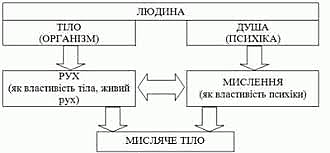 ЛЮДИНА
ТІЛО
(ОРГАНІЗМ)
ДУША
(ПСИХІКА)
РУХ
(як властивість тіла, живий
рух)
МИСЛЕННЯ
(як властивість психіки)
МИСЛЯЧЕ ТІЛО